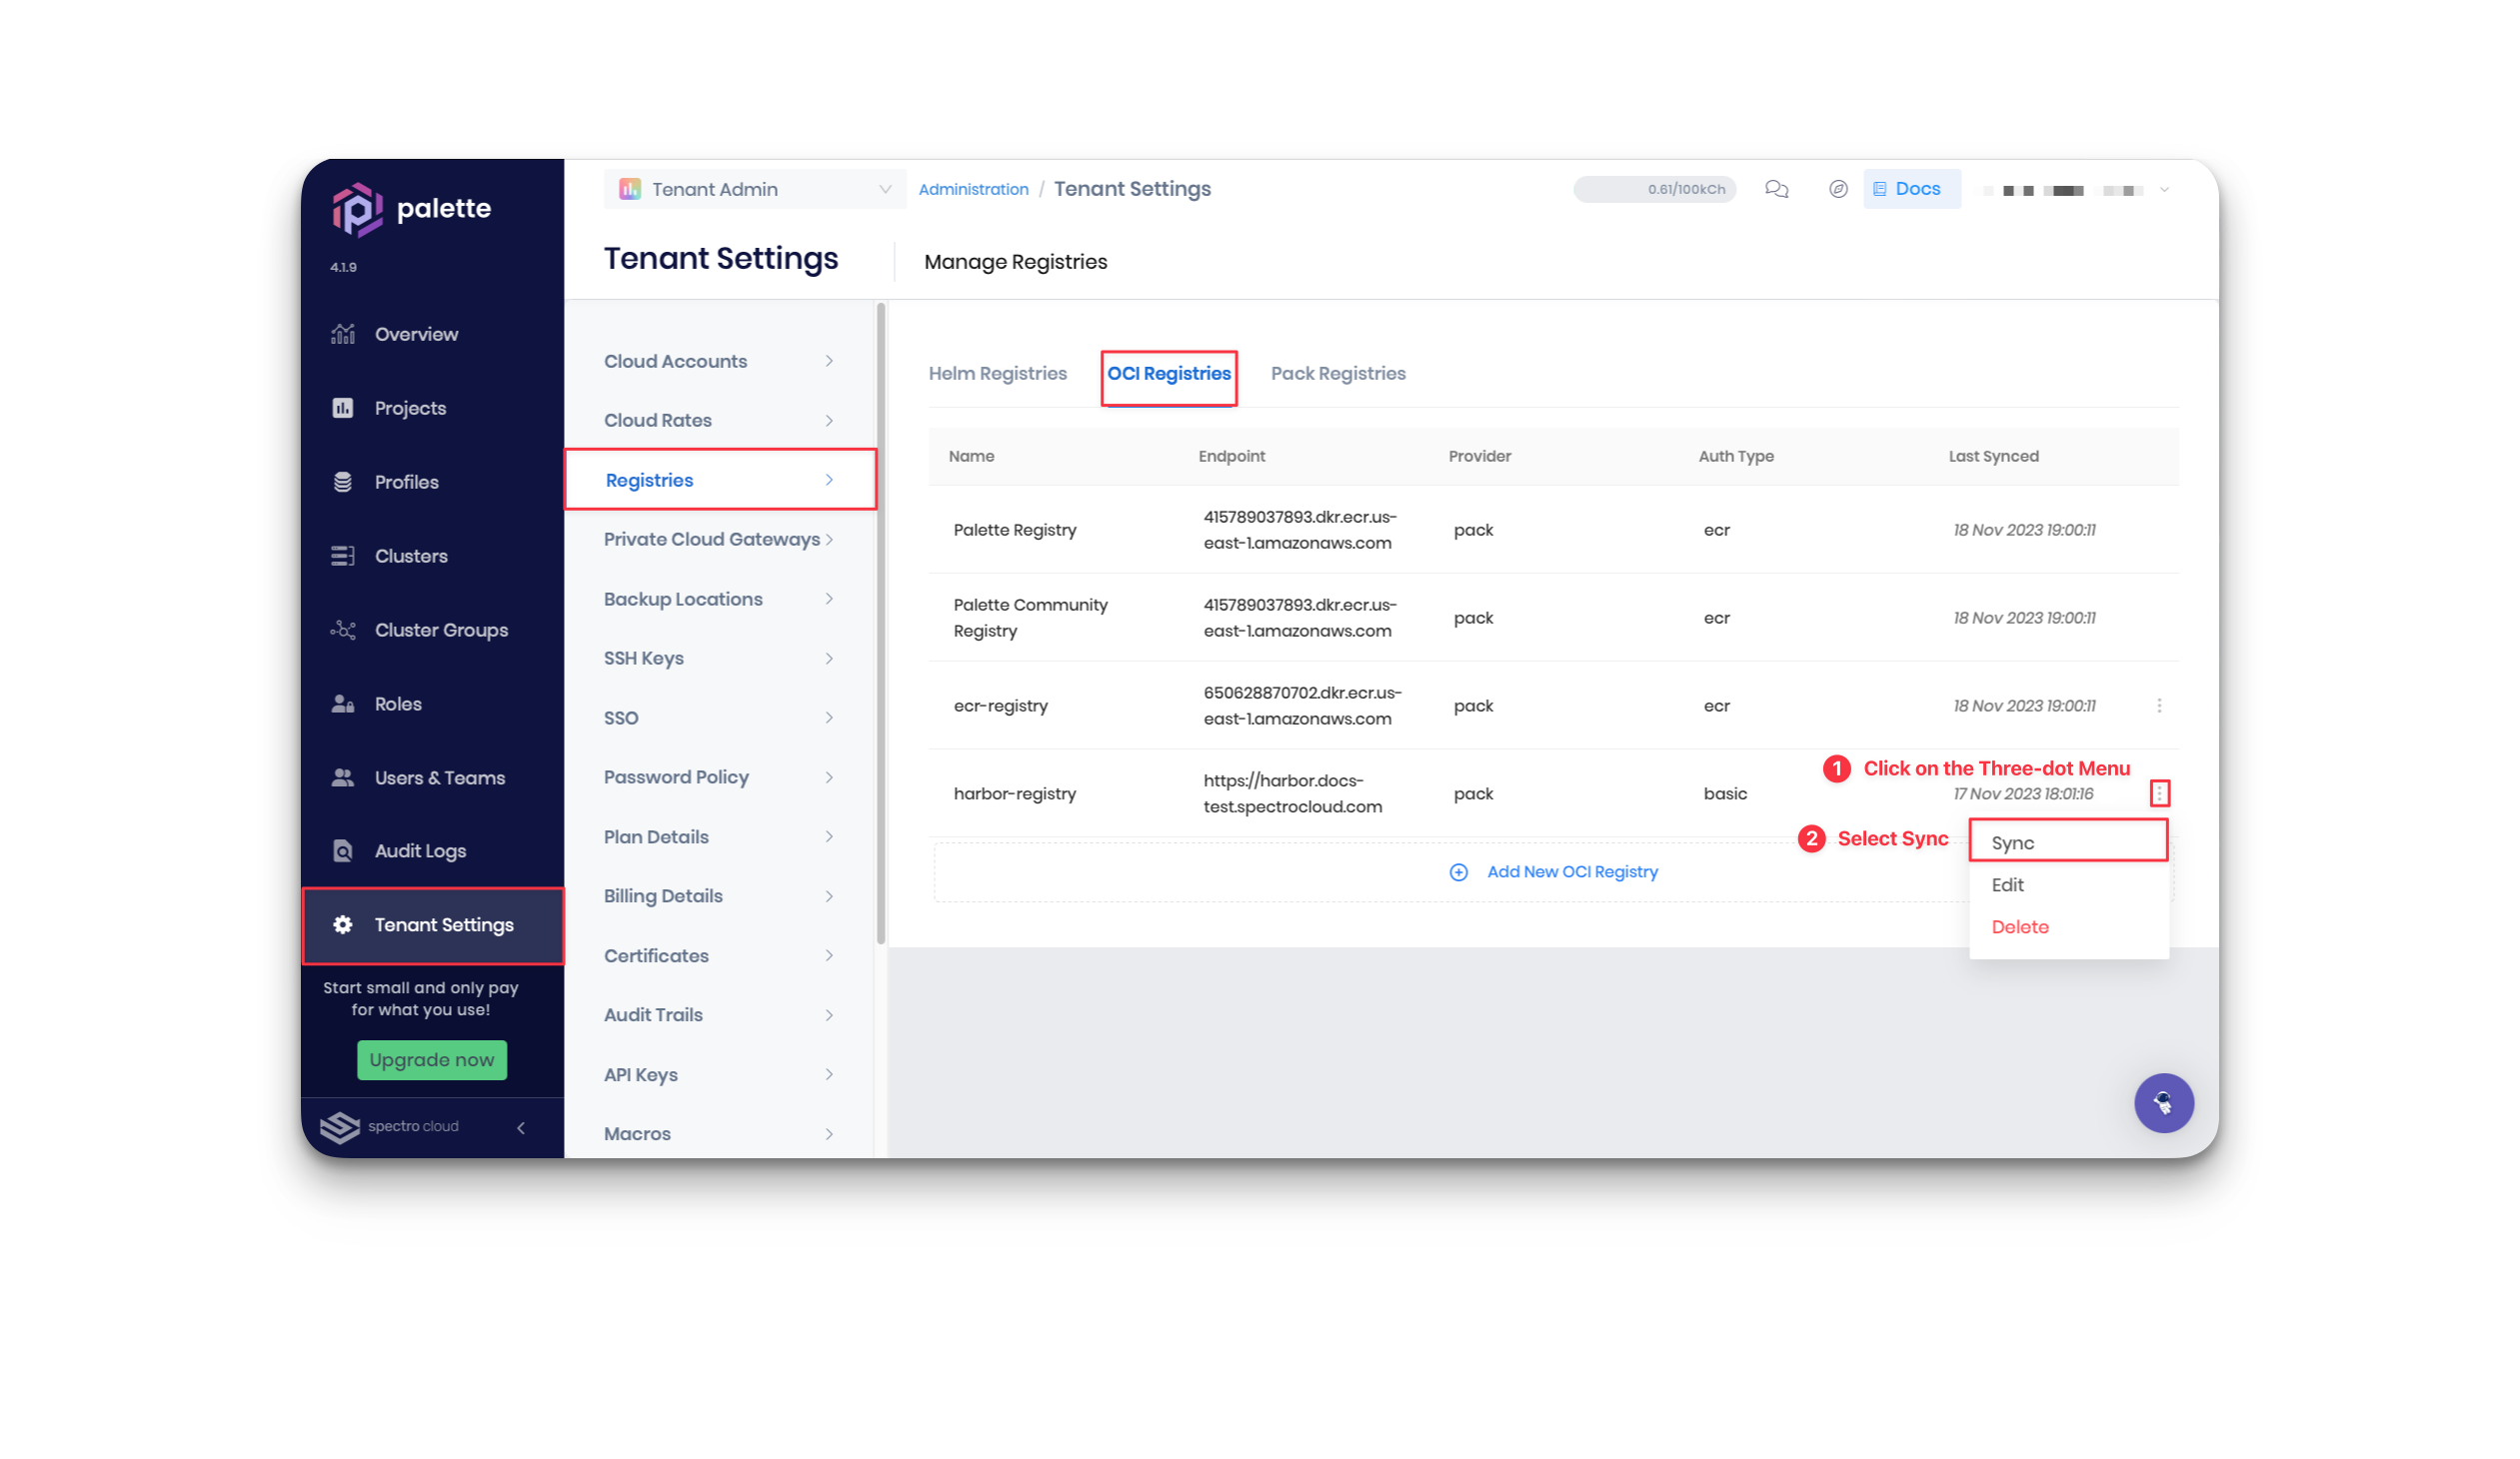 palette
4.1.9
Overview
Projects
Profiles
Clusters
Cluster Groups
Roles
Users & Teams
Audit Logs
Tenant Settings
Start small and only pay
for what you use!
Upgrade now
spectro cloud
Tenant Admin
Administration / Tenant Settings
0.61/100kCh
Docs
Tenant Settings
Manage Registries
Cloud Accounts
Cloud Rates
Registries
Private Cloud Gateways
Backup Locations
SSH Keys
SSO
Password Policy
Plan Details
Billing Details
Certificates
Audit Trails
API Keys
Macros
Helm Registries
OCI Registries
Pack Registries
Name
Endpoint
Provider
Auth Type
Last Synced
Palette Registry
415789037893.dkr.ecr.us-
east-1.amazonaws.com
pack
ecr
18 Nov 2023 19:00:11
Palette Community
Registry
415789037893.dkr.ecr.us-
east-1.amazonaws.com
pack
ecr
18 Nov 2023 19:00:11
ecr-registry
650628870702.dkr.ecr.us-
east-1.amazonaws.com
pack
ecr
18 Nov 2023 19:00:11
harbor-registry
https://harbor.docs-
test.spectrocloud.com
pack
basic
1 Click on the Three-dot Menu
17 Nov 2023 18:01:16
2 Select Sync
Sync
Edit
Delete
Add New OCI Registry